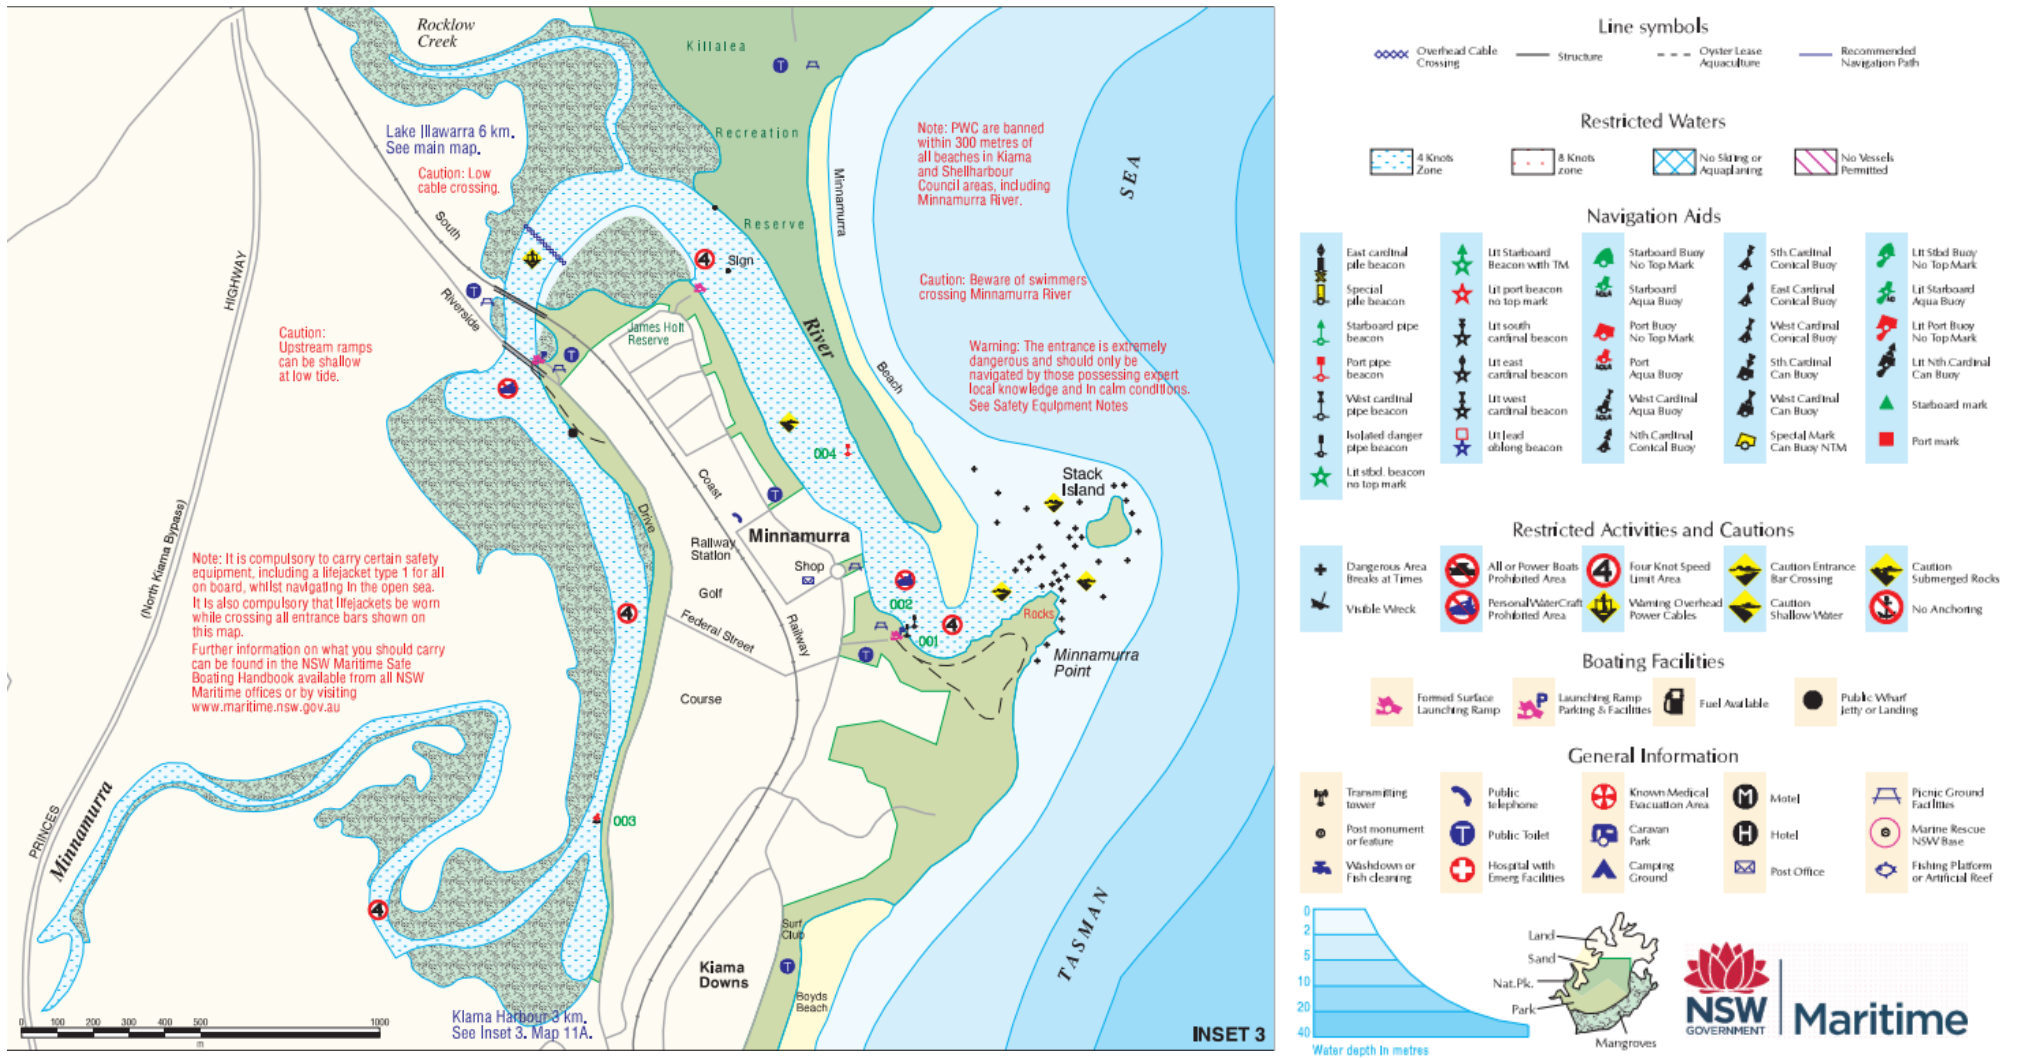 Rocklow
Creek
Killalea
Recreation
Reserve
Lake Illawarra 6 km.
See main map.
Caution: Low
cable crossing.
South
Riverside
HIGHWAY
Caution:
Upstream ramps
can be shallow
at low tide.
James Holt
Reserve
Sign
River
Minnamurra
Beach
Note: PWC are banned
within 300 metres of
all beaches in Kiama
and Shellharbour
Council areas, including
Minnamurra River.
SEA
Caution: Beware of swimmers
crossing Minnamurra River
Warning: The entrance is extremely
dangerous and should only be
navigated by those possessing expert
local knowledge and in calm conditions.
See Safety Equipment Notes
004
Stack
Island
Coast
Drive
Minnamurra
Railway
Station
Shop
Golf
Federal Street
Railway
Course
002
001
Rocks
Minnamurra
Point
(North Kiama Bypass)
Note: It is compulsory to carry certain safety
equipment, including a lifejacket type 1 for all
on board, whilst navigating in the open sea.
It is also compulsory that lifejackets be worn
while crossing all entrance bars shown on
this map.
Further information on what you should carry
can be found in the NSW Maritime Safe
Boating Handbook available from all NSW
Maritime offices or by visiting
www.maritime.nsw.gov.au
PRINCES
Minnamurra
003
TASMAN
Surf
Club
Kiama
Downs
Boyds
Beach
Kiama Harbour 3 km.
See Inset 3. Map 11A.
0 100 200 300 400 500 1000
m
INSET 3
Line symbols
Overhead Cable
Crossing
Structure
Oyster Lease
Aquaculture
Recommended
Navigation Path
Restricted Waters
4 Knots
Zone
8 Knots
zone
No Skiing or
Aquaplaning
No Vessels
Permitted
Navigation Aids
East cardinal
pile beacon
Lit Starboard
Beacon with TM
Starboard Buoy
No Top Mark
Sth.Cardinal
Conical Buoy
Lit Stbd Buoy
No Top Mark
Special
pile beacon
Lit port beacon
no top mark
Starboard
Aqua Buoy
East Cardinal
Conical Buoy
Lit Starboard
Aqua Buoy
Starboard pipe
beacon
Lit south
cardinal beacon
Port Buoy
No Top Mark
West Cardinal
Conical Buoy
Lit Port Buoy
No Top Mark
Port pipe
beacon
Lit east
cardinal beacon
Port
Aqua Buoy
Sth.Cardinal
Can Buoy
Lit Nth.Cardinal
Can Buoy
West cardinal
pipe beacon
Lit west
cardinal beacon
West Cardinal
Aqua Buoy
West Cardinal
Can Buoy
Starboard mark
Isolated danger
pipe beacon
Lit lead
oblong beacon
Nth.Cardinal
Conical Buoy
Special Mark
Can Buoy NTM
Port mark
Lit stbd. beacon
no top mark
Restricted Activities and Cautions
Dangerous Area
Breaks at Times
All or Power Boats
Prohibited Area
Four Knot Speed
Limit Area
Caution Entrance
Bar Crossing
Caution
Submerged Rocks
Visible Wreck
PersonalWaterCraft
Prohibited Area
Warning Overhead
Power Cables
Caution
Shallow Water
No Anchoring
Boating Facilities
Formed Surface
Launching Ramp
Launching Ramp
Parking & Facilities
Fuel Available
Public Wharf
Jetty or Landing
General Information
Transmitting
tower
Public
telephone
Known Medical
Evacuation Area
Motel
Picnic Ground
Facilities
Post monument
or feature
Public Toilet
Caravan
Park
Hotel
Marine Rescue
NSW Base
Washdown or
Fish cleaning
Hospital with
Emerg Facilities
Camping
Ground
Post Office
Fishing Platform
or Artificial Reef
0
2
5
10
20
40
Water depth in metres
Land
Sand
Nat.Pk.
Park
Mangroves
NSW
GOVERNMENT
Maritime